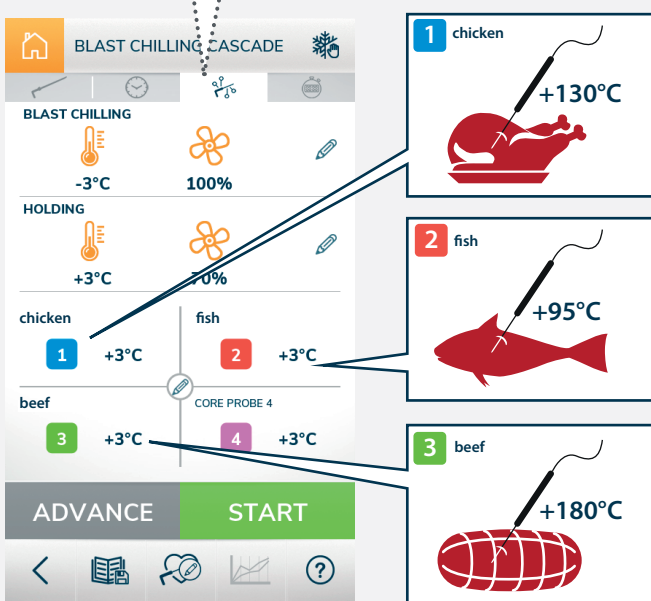 BLAST CHILLING CASCADE
BLAST CHILLING
-3°C 100%
HOLDING
+3°C 70%
chicken fish
1 +3°C 2 +3°C
beef CORE PROBE 4
3 +3°C 4 +3°C
ADVANCE START
?
1 chicken
+130°C
2 fish
+95°C
3 beef
+180°C